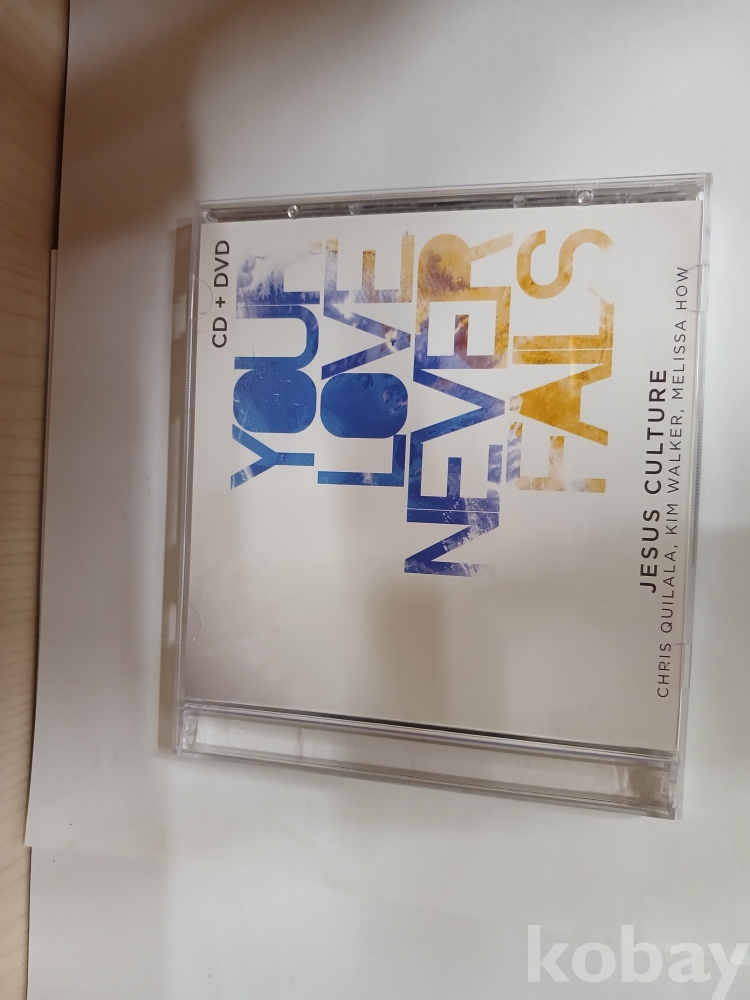 CD + DVD
YOUR
LOVE
NEVER
FAILS
JESUS CULTURE
CHRIS QUILALA, KIM WALKER, MELISSA HOW
kobay